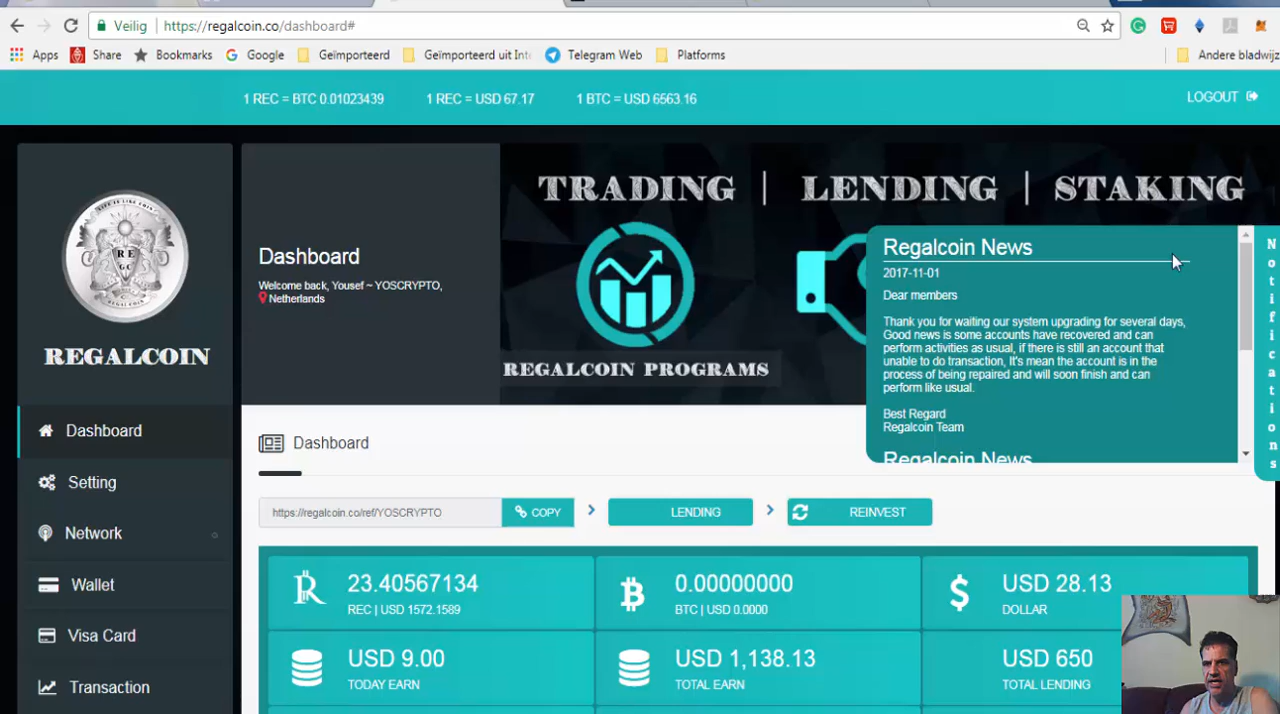 Veilig
https://regalcoin.co/dashboard#
Apps Share Bookmarks Google Geïmporteerd Geïmporteerd uit Telegram Web Platforms Andere bladwijz
1 REC = BTC 0.01023439 1 REC = USD 67.17 1 BTC = USD 6563.16 LOGOUT
LIFE IS LIKE COIN
RE
GC
REGALCOIN
Dashboard
Setting
Network
Wallet
Visa Card
Transaction
Dashboard
Welcome back, Yousef ~ YOSCRYPTO,
Netherlands
TRADING | LENDING | STAKING
REGALCOIN PROGRAMS
Regalcoin News
2017-11-01
Dear members
Thank you for waiting our system upgrading for several days,
Good news is some accounts have recovered and can
perform activities as usual, if there is still an account that
unable to do transaction, It's mean the account is in the
process of being repaired and will soon finish and can
perform like usual.
Best Regard
Regalcoin Team
Regalcoin News
Notifications
Dashboard
https://regalcoin.co/ref/YOSCRYPTO COPY LENDING REINVEST
23.40567134
REC | USD 1572.1589
0.00000000
BTC | USD 0.0000
USD 28.13
DOLLAR
USD 9.00
TODAY EARN
USD 1,138.13
TOTAL EARN
USD 650
TOTAL LENDING